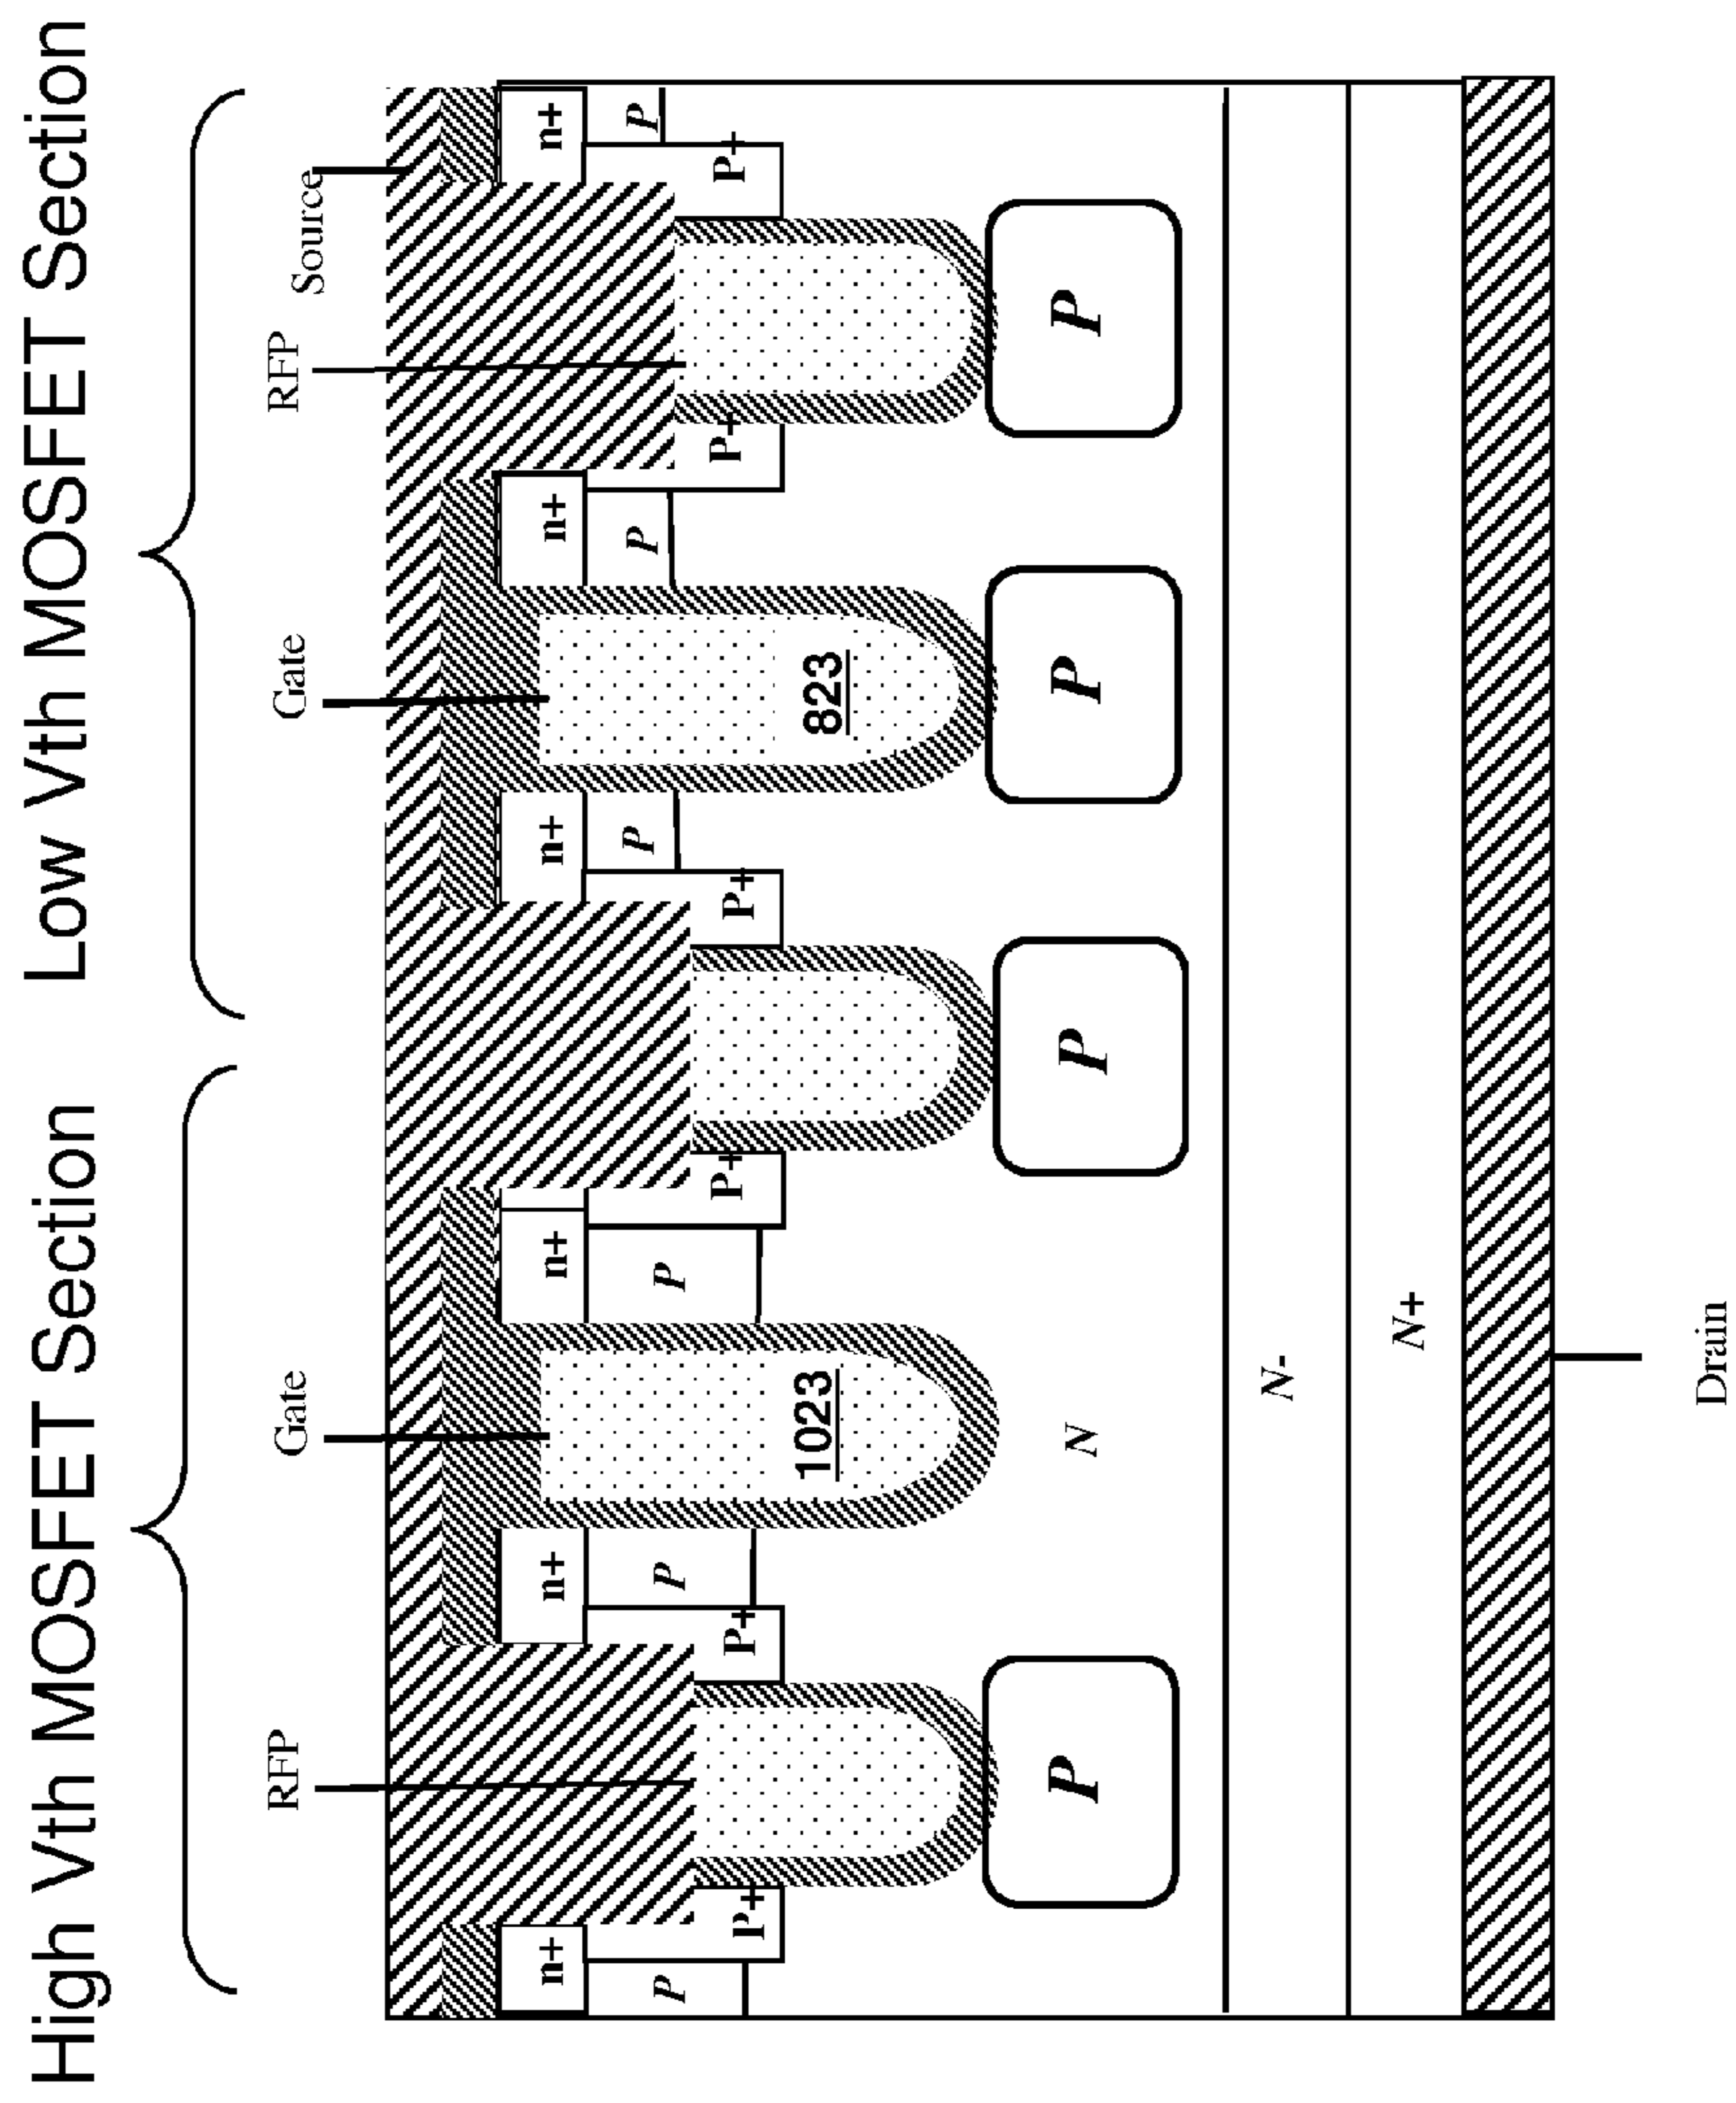 High Vth MOSFET Section
Low Vth MOSFET Section
RFP
Gate
Gate
RFP
Source
n+
n+
n+
n+
n+
n+
P
P
P
P
P
P
P+
P+
P+
P+
P+
P+
1023
823
P
N
P
P
P
N-
N+
Drain